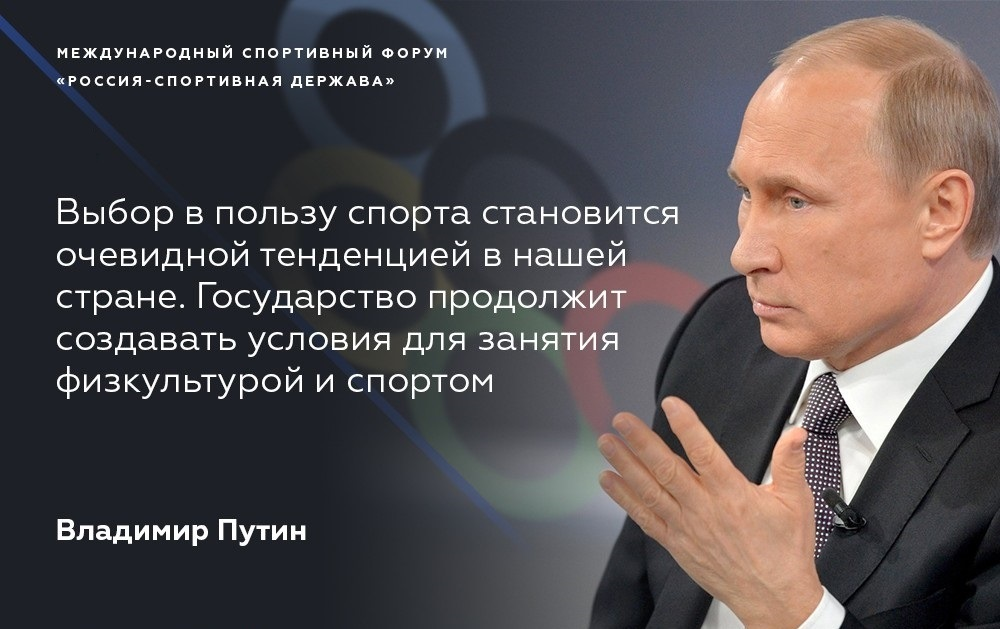 МЕЖДУНАРОДНЫЙ СПОРТИВНЫЙ ФОРУМ
«РОССИЯ-СПОРТИВНАЯ ДЕРЖАВА»
Выбор в пользу спорта становится
очевидной тенденцией в нашей
стране. Государство продолжит
создавать условия для занятия
физкультурой и спортом
Владимир Путин